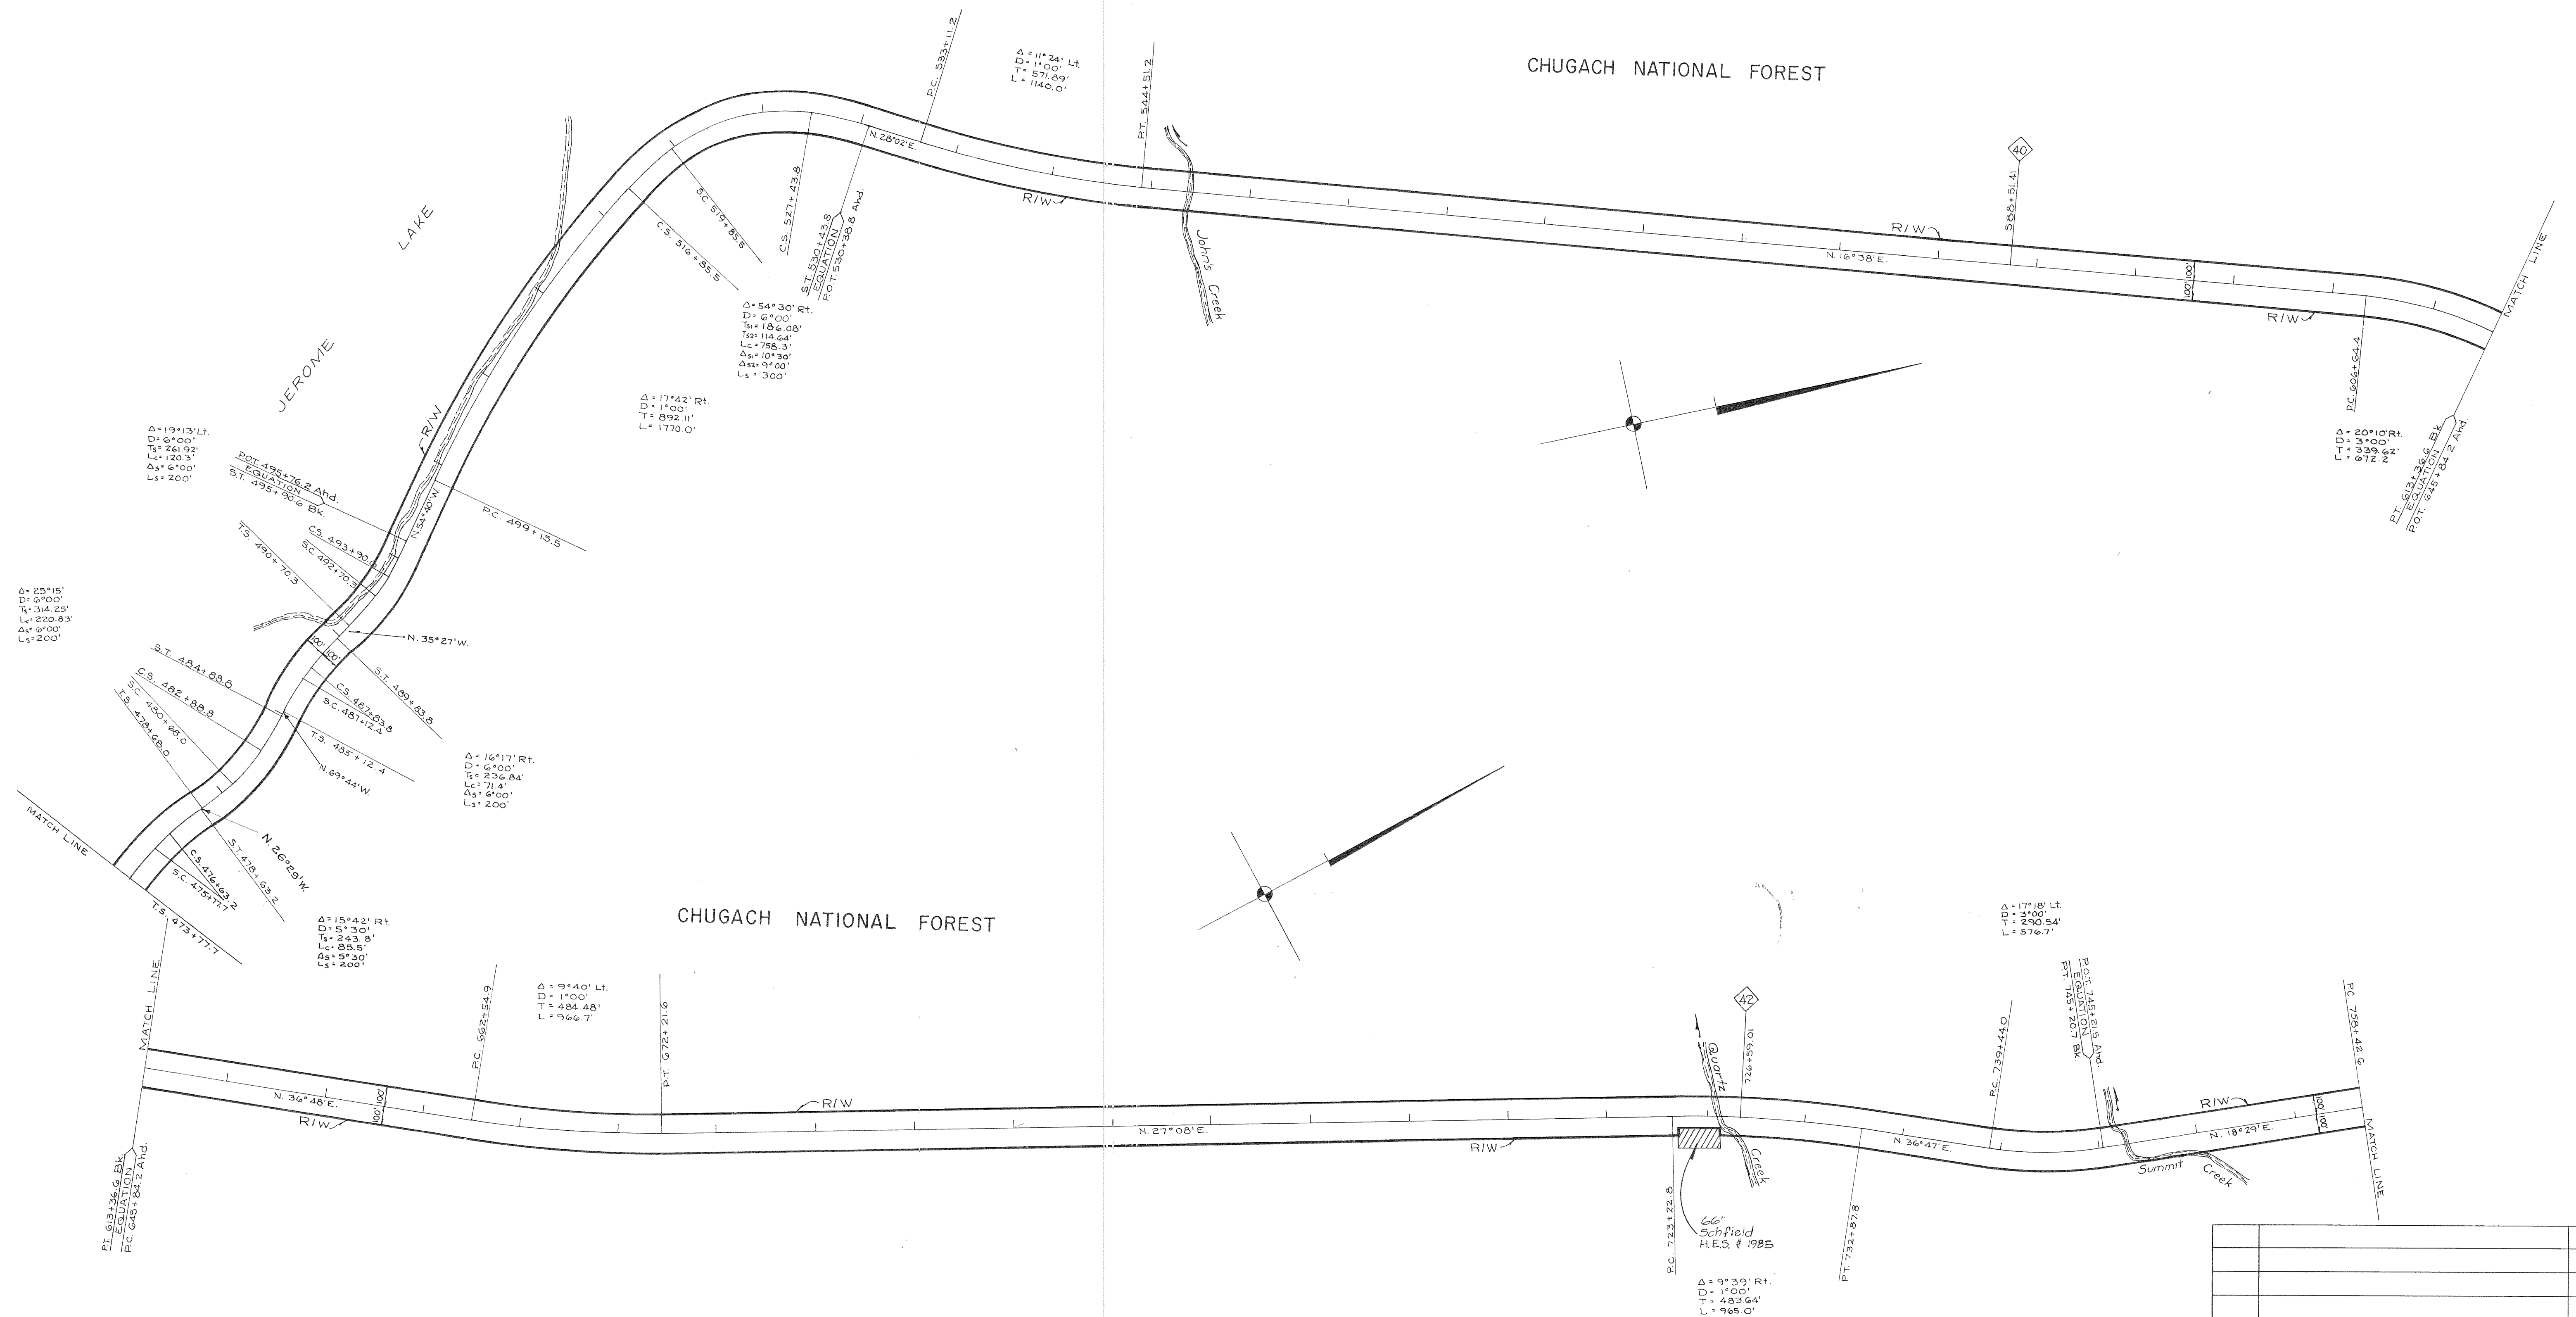 CHUGACH NATIONAL FOREST
P.C. 533+11.2
Δ = 11°24' Lt.
D = 1°00'
T = 571.89'
L = 1140.0'
P.T. 544+51.2
N. 28°02'E.
R/W
John's Creek
40
588+51.41
R/W
N. 16°38'E.
100'
100'
R/W
MATCH LINE
P.C. 606+64.4
Δ = 20°10'Rt.
D = 3°00'
T = 339.62'
L = 672.2
P.T. 613+36.6 Bk
EQUATION
P.O.T. 645+84.2 Ahd.
JEROME LAKE
S.C. 519+85.5
C.S. 516+85.5
C.S. 527+43.8
S.T. 530+43.8
EQUATION
P.O.T. 530+38.8 Ahd.
Δ= 54°30' Rt.
D= 6°00'
Ts1= 186.08'
Ts2= 114.64'
Lc= 758.3'
Δs1= 10°30'
Δs2= 9°00'
Ls = 300'
Δ = 17°42' Rt.
D = 1°00'
T = 892.11'
L = 1770.0'
R/W
Δ=19°13'Lt.
D= 6°00'
Ts= 261.92'
Lc= 120.3'
Δs= 6°00'
Ls= 200'
P.O.T. 495+76.2 Ahd.
EQUATION
S.T. 495+90.6 Bk.
N.54°40'W.
P.C. 499+15.5
C.S. 493+90.6
S.C. 492+70.3
T.S. 490+70.3
Δ= 25°15'
D= 6°00'
Ts= 314.25'
Lc= 220.83'
Δs= 6°00'
Ls=200'
N. 35°27'W.
100'
100'
S.T. 484+88.8
C.S. 482+88.8
S.C. 480+68.0
T.S. 478+68.0
S.T. 489+83.8
C.S. 487+83.8
S.C. 487+12.4
T.S. 485+12.4
N.69°44'W.
Δ = 16°17' Rt.
D = 6°00'
Ts= 236.84'
Lc= 71.4'
Δs= 6°00'
Ls= 200'
MATCH LINE
N. 26°29'W.
S.T. 478+63.2
C.S. 476+63.2
S.C. 475+77.7
T.S. 473+77.7
Δ= 15°42' Rt.
D= 5°30'
Ts= 243.8'
Lc= 85.5'
Δs= 5°30'
Ls= 200'
CHUGACH NATIONAL FOREST
MATCH LINE
P.C. 662+54.9
Δ = 9°40' Lt.
D = 1°00'
T = 484.48'
L = 966.7'
P.T. 672+21.6
N. 36°48'E.
100'
100'
R/W
R/W
P.T. 613+36.6 Bk.
EQUATION
P.C. 645+84.2 Ahd.
N. 27°08'E.
R/W
Quartz Creek
42
726+59.01
66'
Schfield
H.E.S. # 1985
P.C. 723+22.8
Δ = 9°39' Rt.
D = 1°00'
T = 483.64'
L = 965.0'
P.T. 732+87.8
N. 36°47'E.
P.C. 739+44.0
Δ= 17°18' Lt.
D = 3°00'
T = 290.54'
L = 576.7'
P.O.T. 745+21.5 Ahd.
EQUATION
P.T. 745+20.7 Bk.
Summit Creek
R/W
N. 18°29'E.
100'
100'
P.C. 758+42.6
MATCH LINE